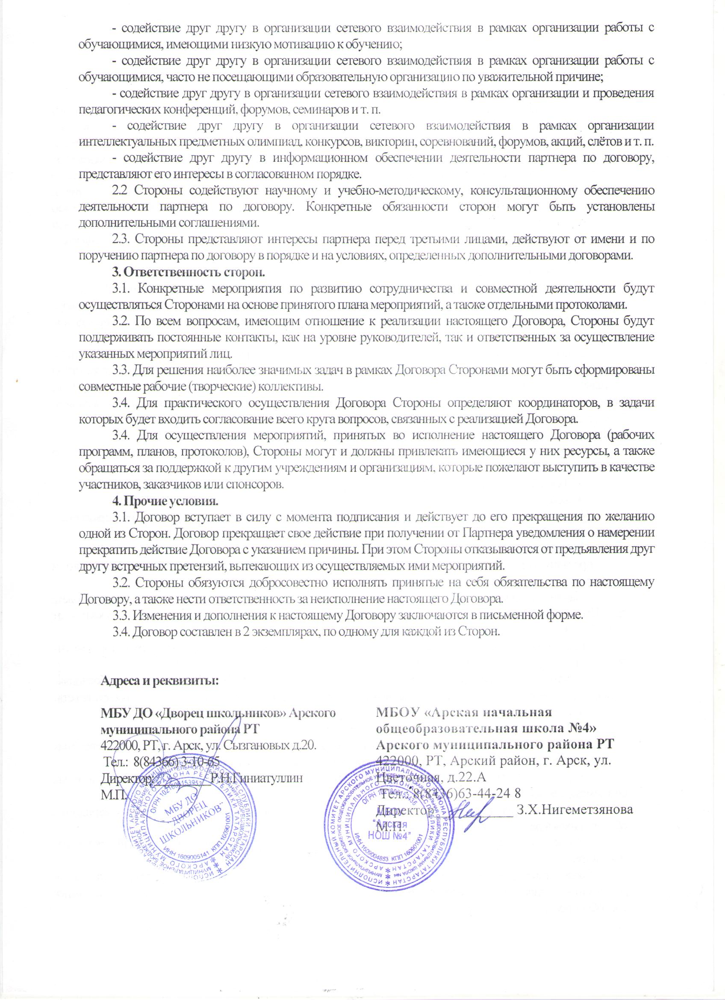 - содействие друг другу в организации сетевого взаимодействия в рамках организации работы с
обучающимися, имеющими низкую мотивацию к обучению;
- содействие друг другу в организации сетевого взаимодействия в рамках организации работы с
обучающимися, часто не посещающими образовательную организацию по уважительной причине;
- содействие друг другу в организации сетевого взаимодействия в рамках организации и проведения
педагогических конференций, форумов, семинаров и т. п.
- содействие друг другу в организации сетевого взаимодействия в рамках организации
интеллектуальных предметных олимпиад, конкурсов, викторин, соревнований, форумов, акций, слётов и т. п.
- содействие друг другу в информационном обеспечении деятельности партнера по договору,
представляют его интересы в согласованном порядке.
2.2 Стороны содействуют научному и учебно-методическому, консультационному обеспечению
деятельности партнера по договору. Конкретные обязанности сторон могут быть установлены
дополнительными соглашениями.
2.3. Стороны представляют интересы партнера перед третьими лицами, действуют от имени и по
поручению партнера по договору в порядке и на условиях, определенных дополнительными договорами.
3. Ответственность сторон.
3.1. Конкретные мероприятия по развитию сотрудничества и совместной деятельности будут
осуществляться Сторонами на основе принятого плана мероприятий, а также отдельными протоколами.
3.2. По всем вопросам, имеющим отношение к реализации настоящего Договора, Стороны будут
поддерживать постоянные контакты, как на уровне руководителей, так и ответственных за осуществление
указанных мероприятий лиц.
3.3. Для решения наиболее значимых задач в рамках Договора Сторонами могут быть сформированы
совместные рабочие (творческие) коллективы.
3.4. Для практического осуществления Договора Стороны определяют координаторов, в задачи
которых будет входить согласование всего круга вопросов, связанных с реализацией Договора.
3.4. Для осуществления мероприятий, принятых во исполнение настоящего Договора (рабочих
программ, планов, протоколов), Стороны могут и должны привлекать имеющиеся у них ресурсы, а также
обращаться за поддержкой к другим учреждениям и организациям, которые пожелают выступить в качестве
участников, заказчиков или спонсоров.
4. Прочие условия.
3.1. Договор вступает в силу с момента подписания и действует до его прекращения по желанию
одной из Сторон. Договор прекращает свое действие при получении от Партнера уведомления о намерении
прекратить действие Договора с указанием причины. При этом Стороны отказываются от предъявления друг
другу встречных претензий, вытекающих из осуществляемых ими мероприятий.
3.2. Стороны обязуются добросовестно исполнять принятые на себя обязательства по настоящему
Договору, а также нести ответственность за неисполнение настоящего Договора.
3.3. Изменения и дополнения к настоящему Договору заключаются в письменной форме.
3.4. Договор составлен в 2 экземплярах, по одному для каждой из Сторон.
Адреса и реквизиты:
МБУ ДО «Дворец школьников» Арского
муниципального района РТ
422000, РТ, г. Арск, ул. Сызгановых д.20.
Тел.: 8(84366) 3-10-65
Директор:__________Р.Н.Гиниатуллин
М.П.
ОГРН 1021606153953
МБУ ДО
"ДВОРЕЦ
ШКОЛЬНИКОВ"
ИНН 1609005141 КПП 160901001
МБОУ «Арская начальная
общеобразовательная школа №4»
Арского муниципального района РТ
422000, РТ, Арский район, г. Арск, ул.
Цветочная, д.22.А
Тел.: 8(8436)63-44-24 8
Директор____________ З.Х.Нигеметзянова
М.П.
ИСПОЛНИТЕЛЬНЫЙ КОМИТЕТ АРСКОГО МУНИЦИПАЛЬНОГО РАЙОНА РЕСПУБЛИКИ ТАТАРСТАН
ОГРН 1021606153436
МБОУ
"Арская
НОШ №4"
ИНН 1609004853 КПП 160901001